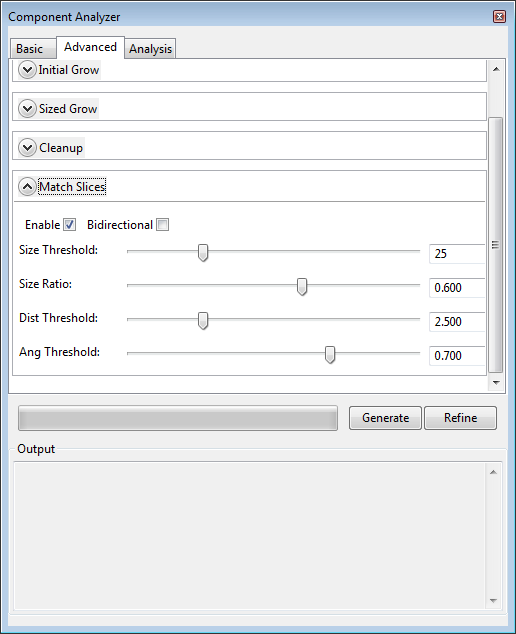 Component Analyzer
Basic Advanced Analysis
Initial Grow
Sized Grow
Cleanup
Match Slices
Enable Bidirectional
Size Threshold: 25
Size Ratio: 0.600
Dist Threshold: 2.500
Ang Threshold: 0.700
Generate Refine
Output